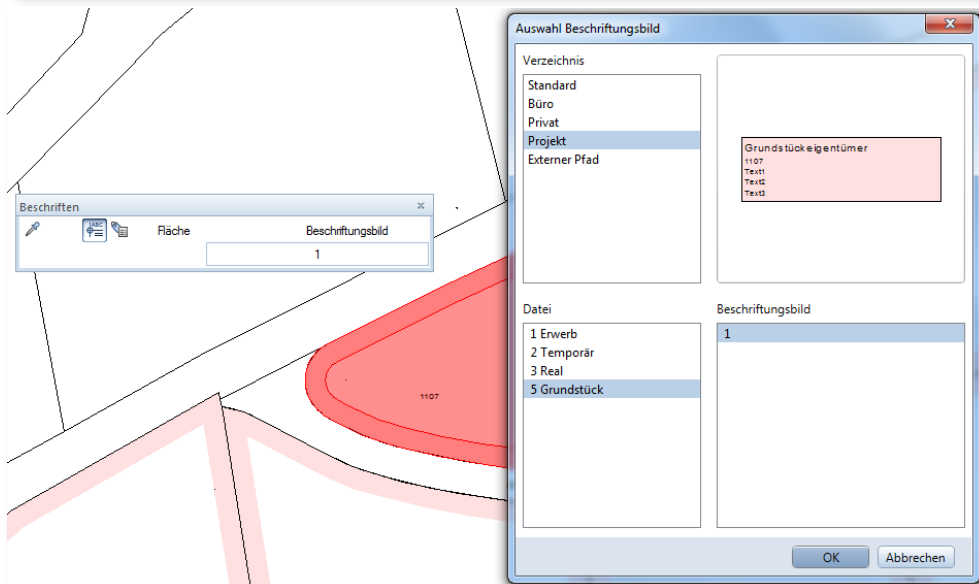 Beschriften
Fläche
Beschriftungsbild
1
1107
Auswahl Beschriftungsbild
Verzeichnis
Standard
Büro
Privat
Projekt
Externer Pfad
Grundstückeigentümer
1107
Text1
Text2
Text3
Datei
1 Erwerb
2 Temporär
3 Real
5 Grundstück
Beschriftungsbild
1
OK
Abbrechen